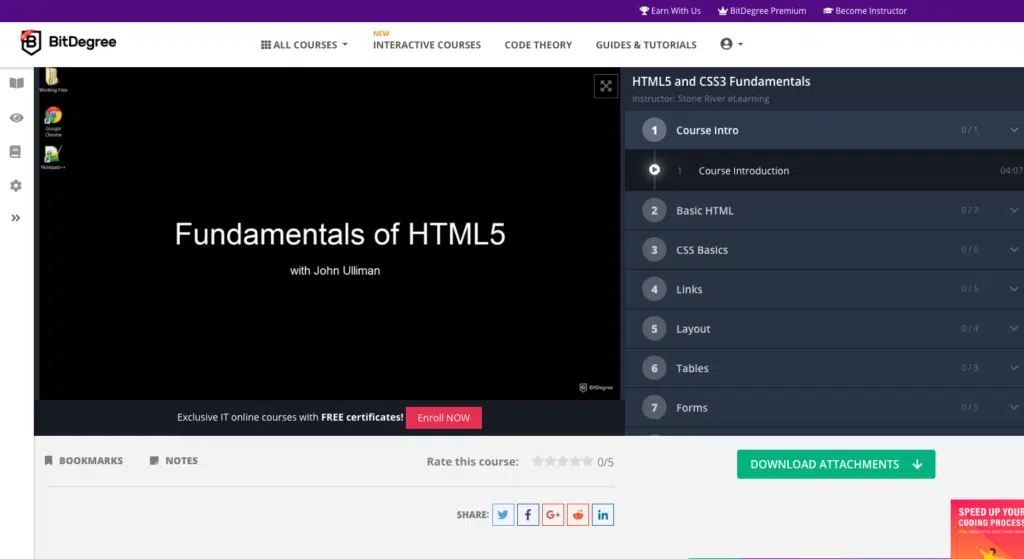 Earn With Us
BitDegree Premium
Become Instructor
BitDegree
ALL COURSES
NEW
INTERACTIVE COURSES
CODE THEORY
GUIDES & TUTORIALS
Working Files
Google
Chrome
Notepad++
Fundamentals of HTML5
with John Ulliman
BitDegree
HTML5 and CSS3 Fundamentals
Instructor: Stone River eLearning
1 Course Intro 0 / 1
1 Course Introduction 04:07
2 Basic HTML 0 / 7
3 CSS Basics 0 / 6
4 Links 0 / 5
5 Layout 0 / 4
6 Tables 0 / 3
7 Forms 0 / 5
Exclusive IT online courses with FREE certificates! Enroll NOW
BOOKMARKS
NOTES
Rate this course: 0/5
DOWNLOAD ATTACHMENTS
SHARE:
SPEED UP YOUR
CODING PROCES